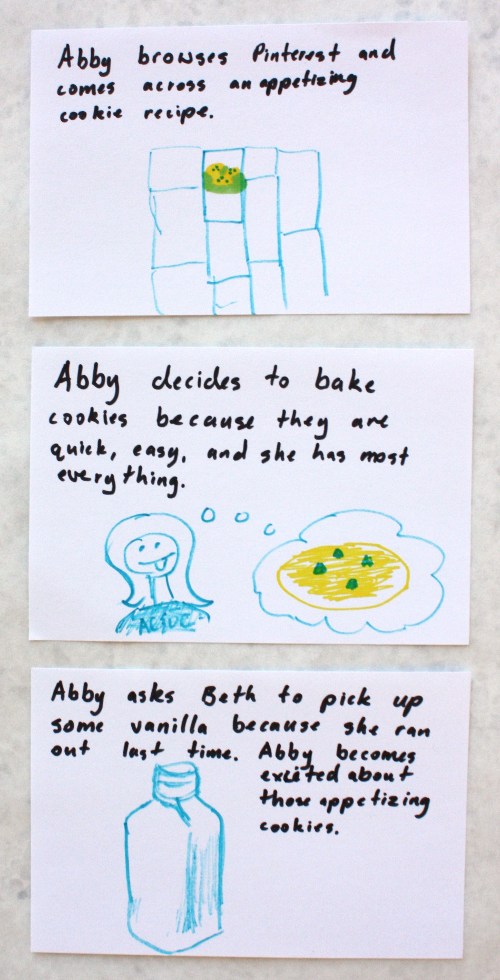 Abby browses Pinterest and
comes across an appetizing
cookie recipe.
Abby decides to bake
cookies because they are
quick, easy, and she has most
everything.
AC/DC
Abby asks Beth to pick up
some vanilla because she ran
out last time. Abby becomes
excited about
those appetizing
cookies.